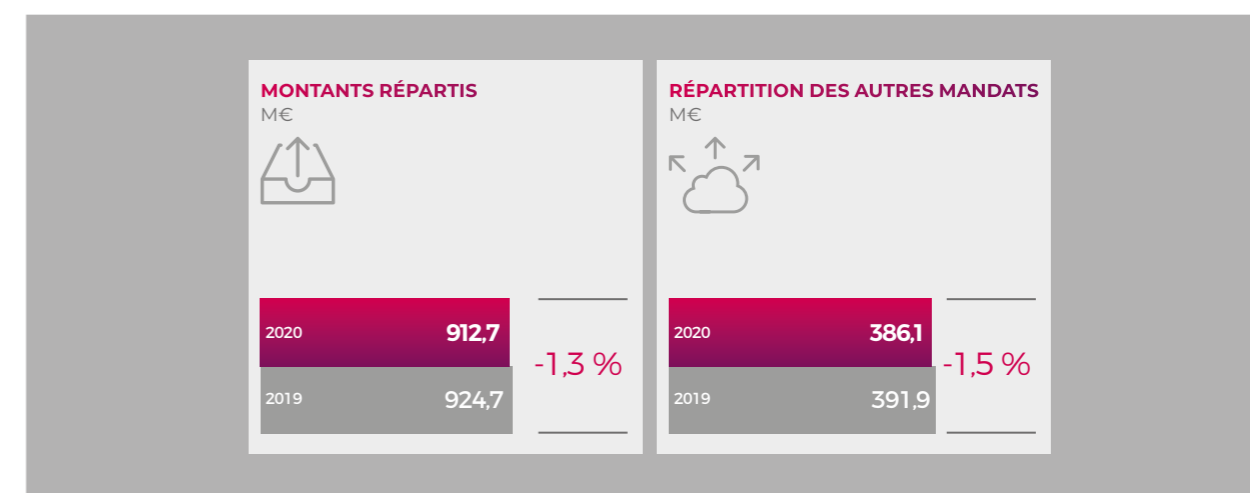 MONTANTS RÉPARTIS
M€
2020 912,7
2019 924,7
-1,3 %
RÉPARTITION DES AUTRES MANDATS
M€
2020 386,1
2019 391,9
-1,5 %